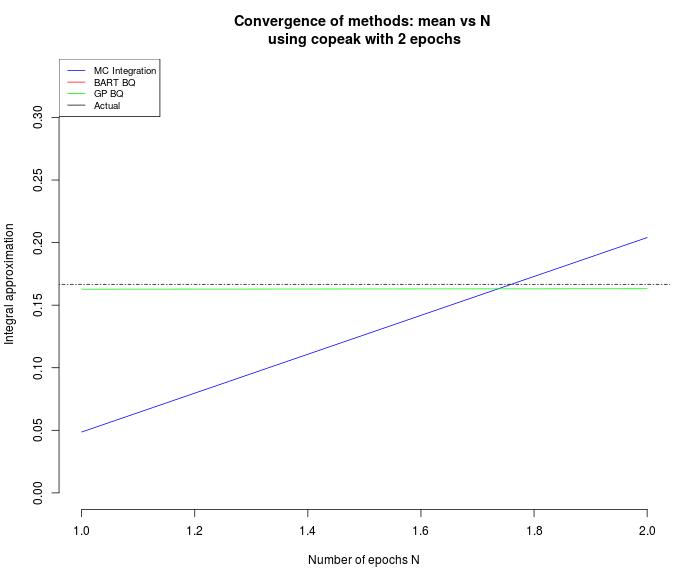 Convergence of methods: mean vs N
using copeak with 2 epochs
MC Integration
BART BQ
GP BQ
Actual
Integral approximation
0.30
0.25
0.20
0.15
0.10
0.05
0.00
1.0 1.2 1.4 1.6 1.8 2.0
Number of epochs N